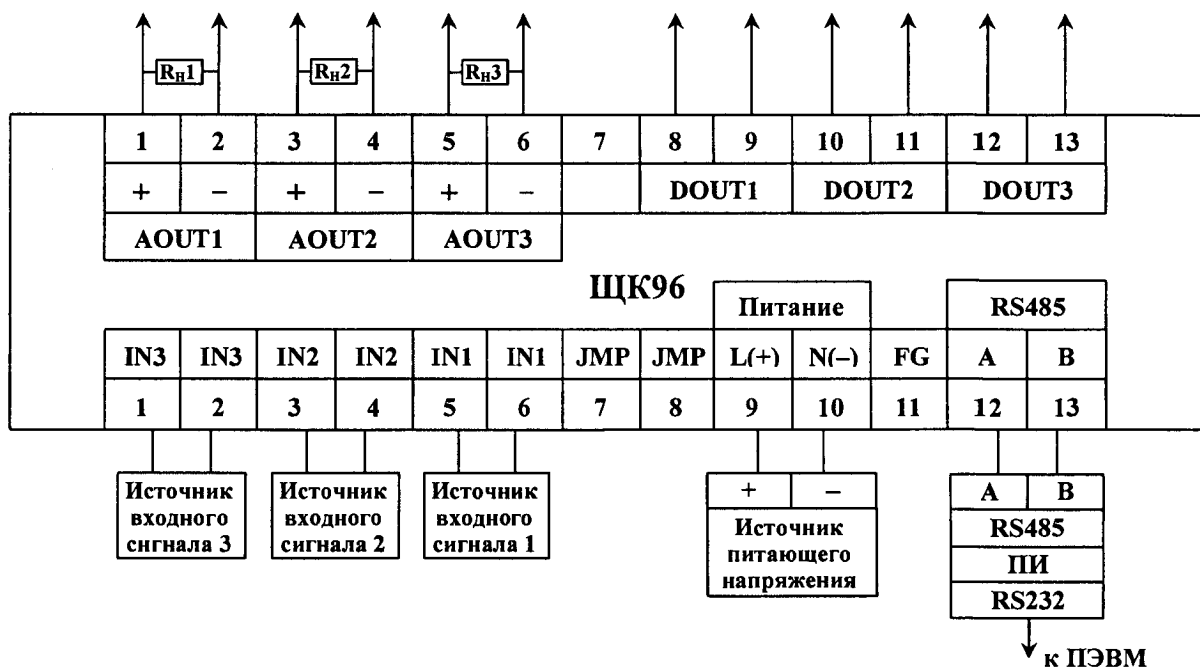 Rн1 Rн2 Rн3
1 2 3 4 5 6 7 8 9 10 11 12 13
+ − + − + − DOUT1 DOUT2 DOUT3
AOUT1 AOUT2 AOUT3
ЩК96
Питание RS485
IN3 IN3 IN2 IN2 IN1 IN1 JMP JMP L(+) N(−) FG A B
1 2 3 4 5 6 7 8 9 10 11 12 13
Источник
входного
снгнала 3
Источник
входного
сигнала 2
Источник
входного
сигнала 1
+ −
Источник
питающего
напряжения
A B
RS485
ПИ
RS232
к ПЭВМ